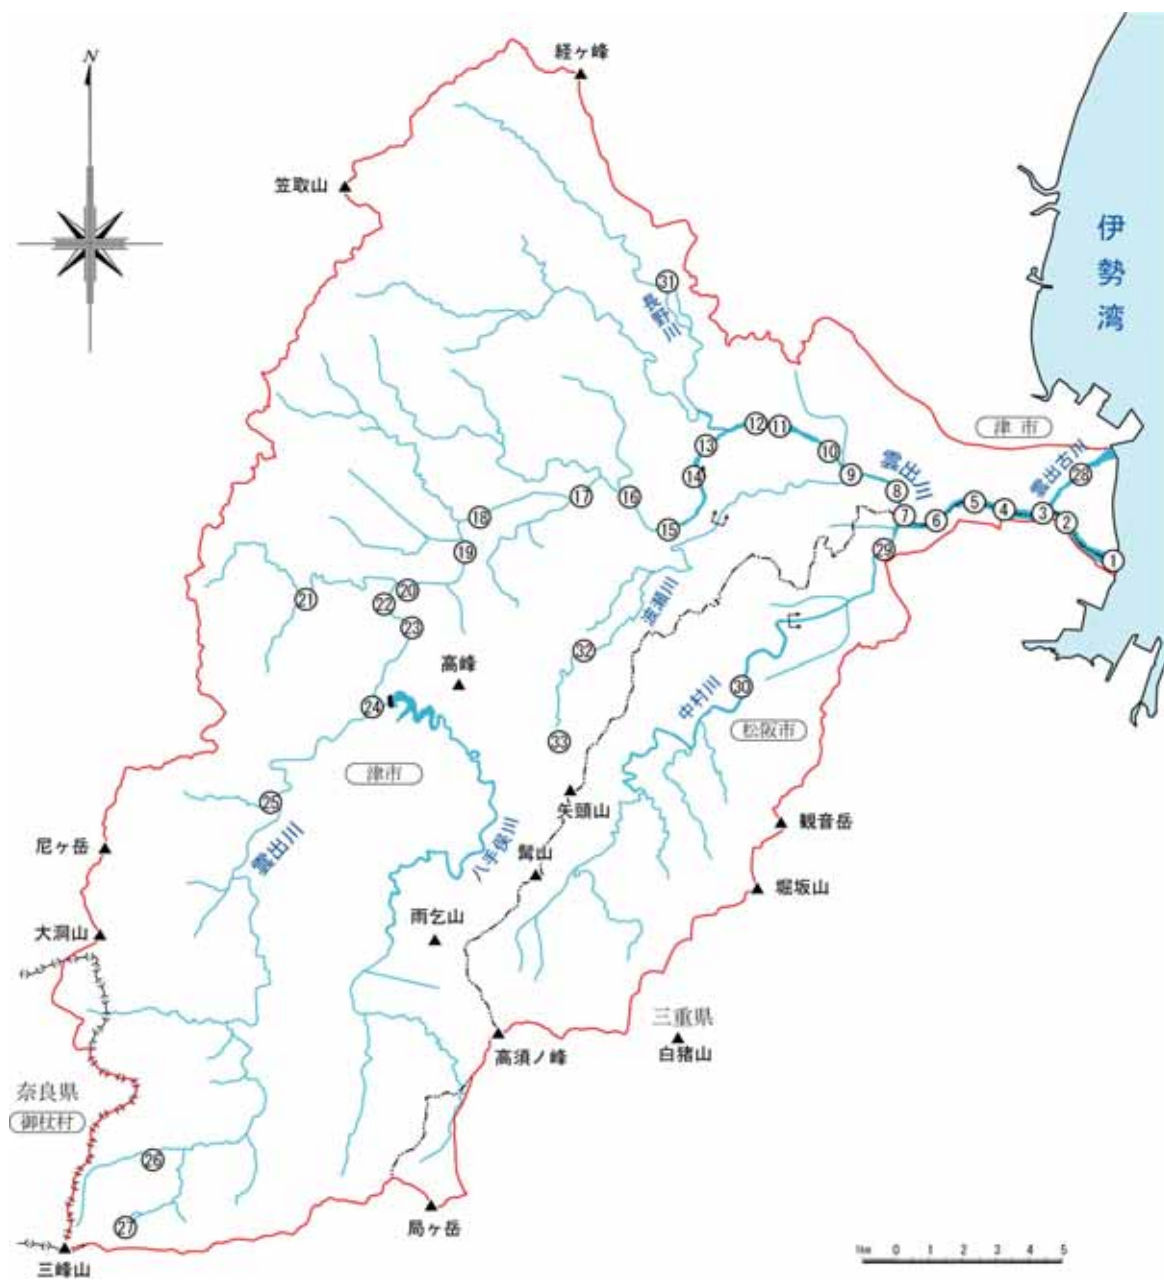 N
経ヶ峰
笠取山
伊勢湾
㉛
長野川
津市
⑫
⑪
⑬
⑩
⑭
⑨
雲出川
⑧
雲出古川
㉘
⑱
⑰
⑯
⑮
⑦
⑥
⑤
④
③
②
①
⑲
㉙
㉑
㉒
⑳
㉓
波瀬川
㉜
高峰
中村川
㉚
㉔
松阪市
㉝
津市
㉕
矢頭山
観音岳
尼ヶ岳
雲出川
八手俣川
髯山
堀坂山
大洞山
雨乞山
三重県
高須ノ峰
白猪山
奈良県
御杖村
㉖
㉗
局ヶ岳
三峰山
1km 0 1 2 3 4 5